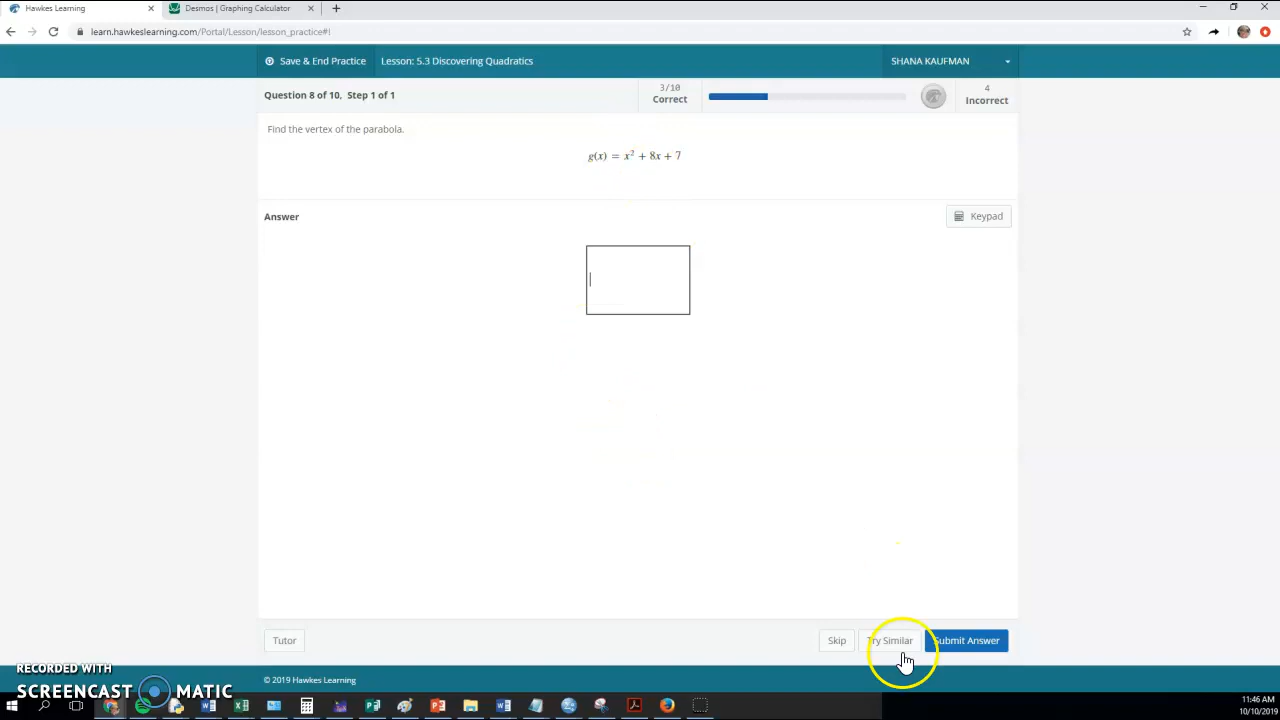 Hawkes Learning
Desmos | Graphing Calculator
learn.hawkeslearning.com/Portal/Lesson/lesson_practice#!
Save & End Practice
Lesson: 5.3 Discovering Quadratics
SHANA KAUFMAN
Question 8 of 10, Step 1 of 1
3/10
Correct
4
Incorrect
Find the vertex of the parabola.
g(x) = x² + 8x + 7
Answer
Keypad
Tutor
Skip
Try Similar
Submit Answer
RECORDED WITH
SCREENCAST MATIC
© 2019 Hawkes Learning
11:46 AM
10/10/2019